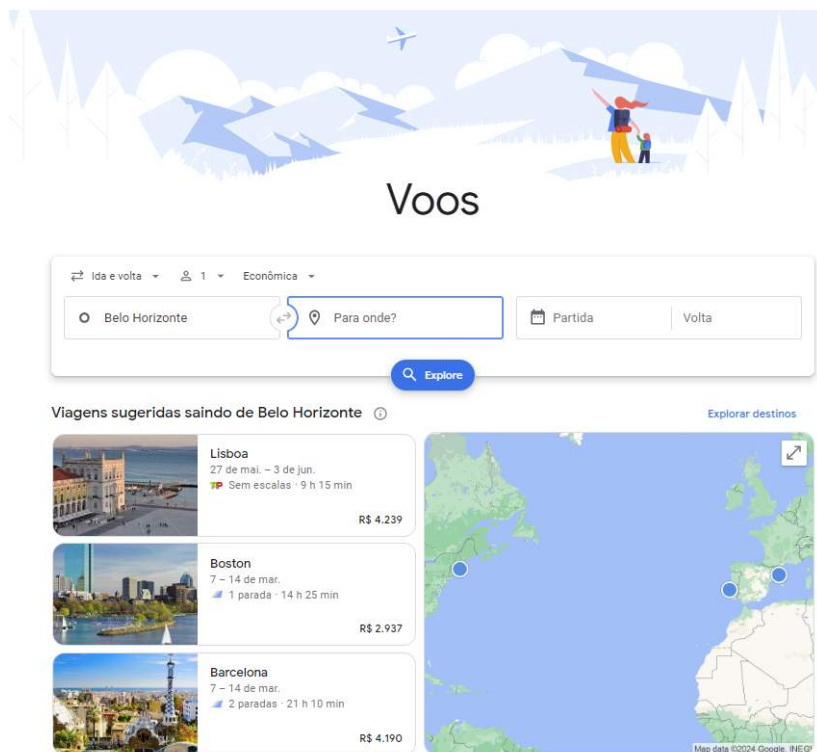 Voos
Ida e volta 1 Econômica
Belo Horizonte Para onde? Partida Volta
Explore
Viagens sugeridas saindo de Belo Horizonte Explorar destinos
Lisboa
27 de mai. – 3 de jun.
TP Sem escalas · 9 h 15 min
R$ 4.239
Boston
7 – 14 de mar.
1 parada · 14 h 25 min
R$ 2.937
Barcelona
7 – 14 de mar.
2 paradas · 21 h 10 min
R$ 4.190
Map data ©2024 Google, INEGI